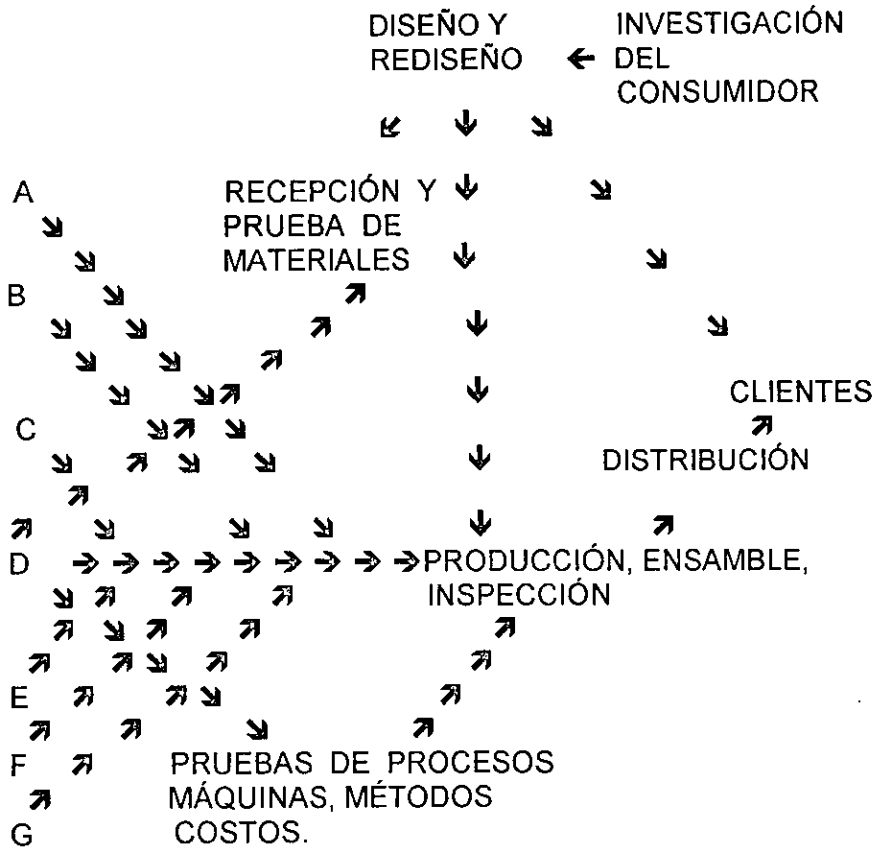 DISEÑO Y
REDISEÑO
INVESTIGACIÓN
DEL
CONSUMIDOR
A
RECEPCIÓN Y
PRUEBA DE
MATERIALES
B
CLIENTES
C
DISTRIBUCIÓN
D
PRODUCCIÓN, ENSAMBLE,
INSPECCIÓN
E
F
PRUEBAS DE PROCESOS
MÁQUINAS, MÉTODOS
G
COSTOS.